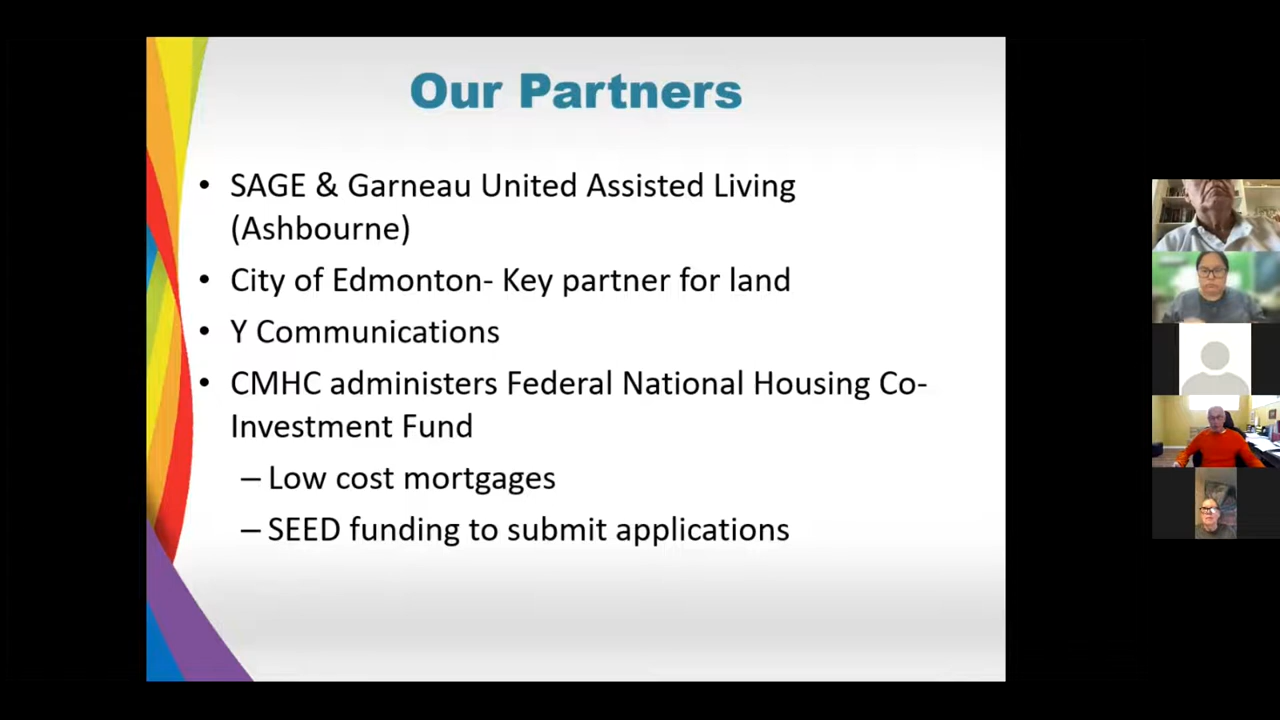 Our Partners
• SAGE & Garneau United Assisted Living
(Ashbourne)
• City of Edmonton- Key partner for land
• Y Communications
• CMHC administers Federal National Housing Co-
Investment Fund
– Low cost mortgages
– SEED funding to submit applications